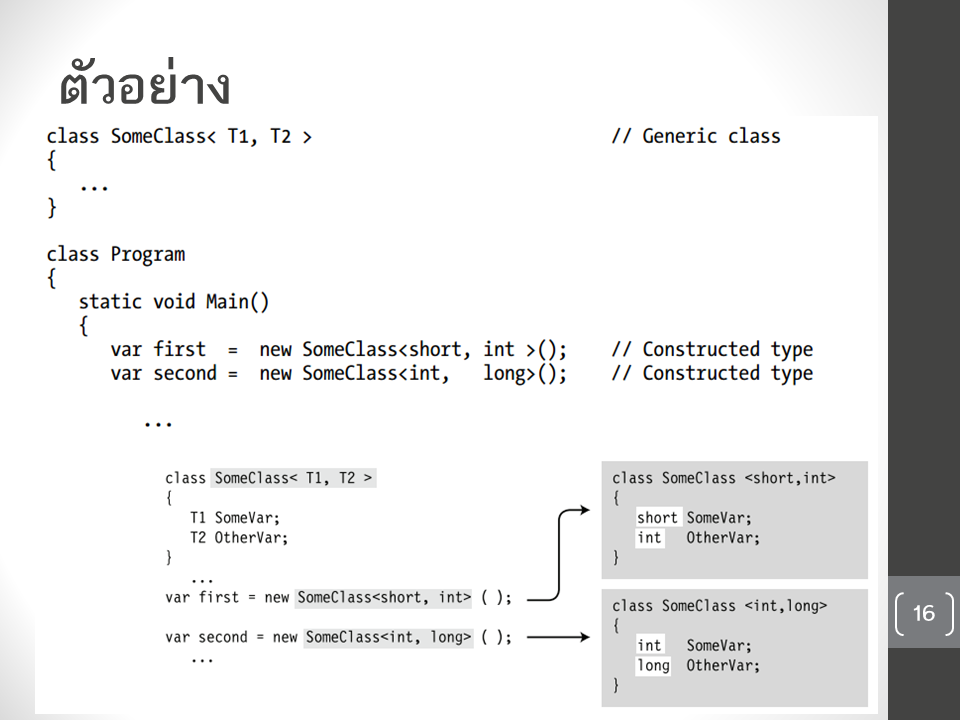 ตัวอย่าง
class SomeClass< T1, T2 > // Generic class
{
...
}
class Program
{
static void Main()
{
var first = new SomeClass<short, int >(); // Constructed type
var second = new SomeClass<int, long>(); // Constructed type
...
class SomeClass< T1, T2 >
{
T1 SomeVar;
T2 OtherVar;
}
...
var first = new SomeClass<short, int> ( );
var second = new SomeClass<int, long> ( );
...
class SomeClass <short,int>
{
short SomeVar;
int OtherVar;
}
class SomeClass <int,long>
{
int SomeVar;
long OtherVar;
}
16